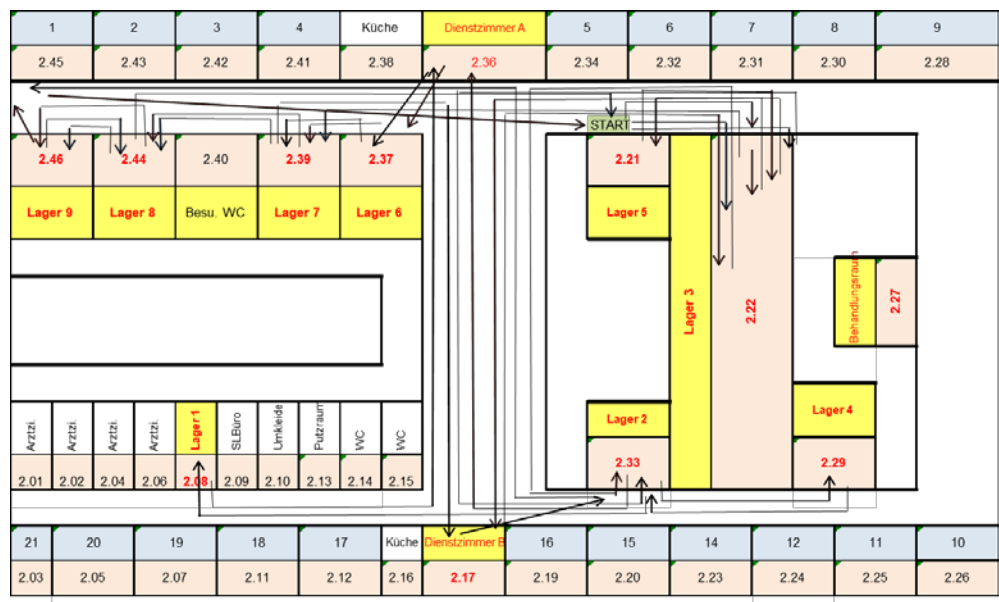 1 2 3 4 Küche Dienstzimmer A 5 6 7 8 9
2.45 2.43 2.42 2.41 2.38 2.36 2.34 2.32 2.31 2.30 2.28
START
2.46 2.44 2.40 2.39 2.37 2.21
Lager 9 Lager 8 Besu. WC Lager 7 Lager 6 Lager 5
Lager 3 2.22 Behandlungsraum 2.27
Lager 2 Lager 4
Arztzi. Arztzi. Arztzi. Arztzi. Lager 1 SLBüro Umkleide Putzraum WC WC
2.33 2.29
2.01 2.02 2.04 2.06 2.08 2.09 2.10 2.13 2.14 2.15
21 20 19 18 17 Küche Dienstzimmer B 16 15 14 12 11 10
2.03 2.05 2.07 2.11 2.12 2.16 2.17 2.19 2.20 2.23 2.24 2.25 2.26